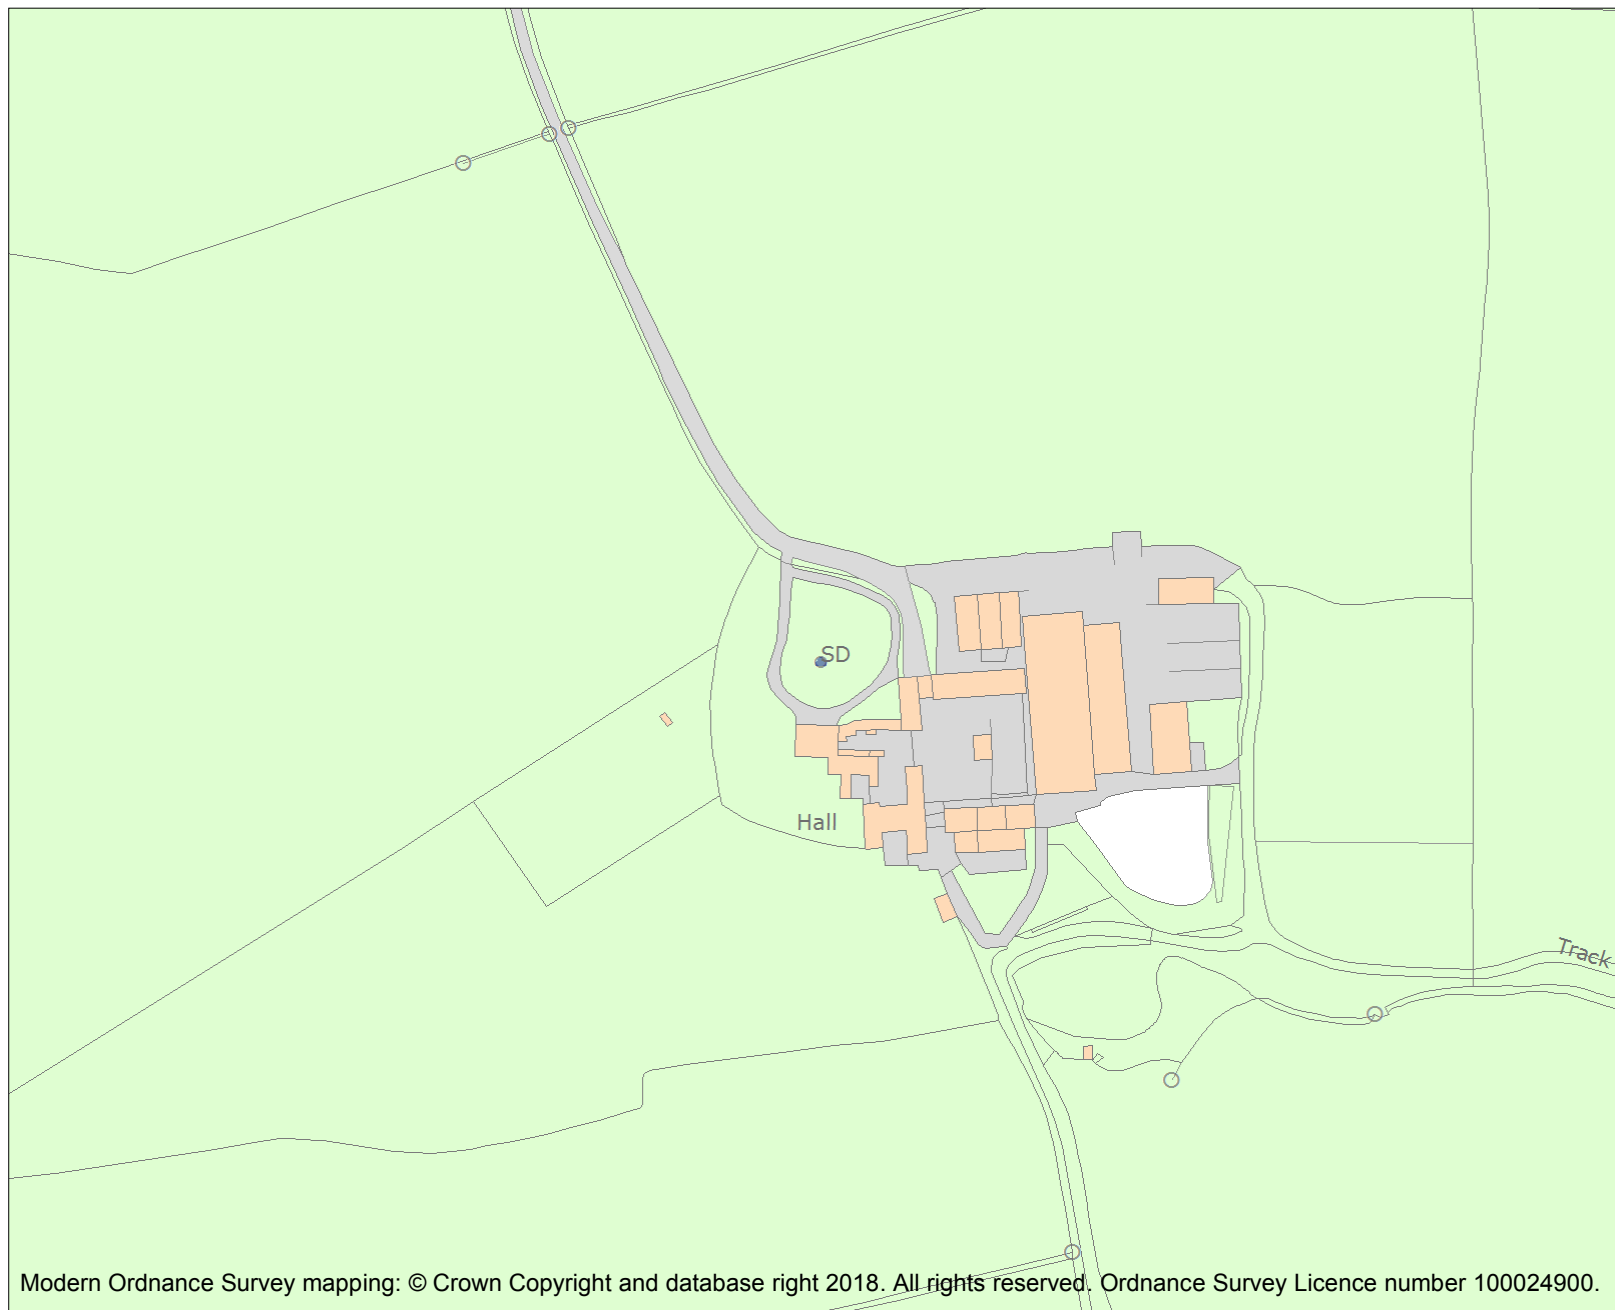 SD
Hall
Track
Modern Ordnance Survey mapping: © Crown Copyright and database right 2018. All rights reserved. Ordnance Survey Licence number 100024900.